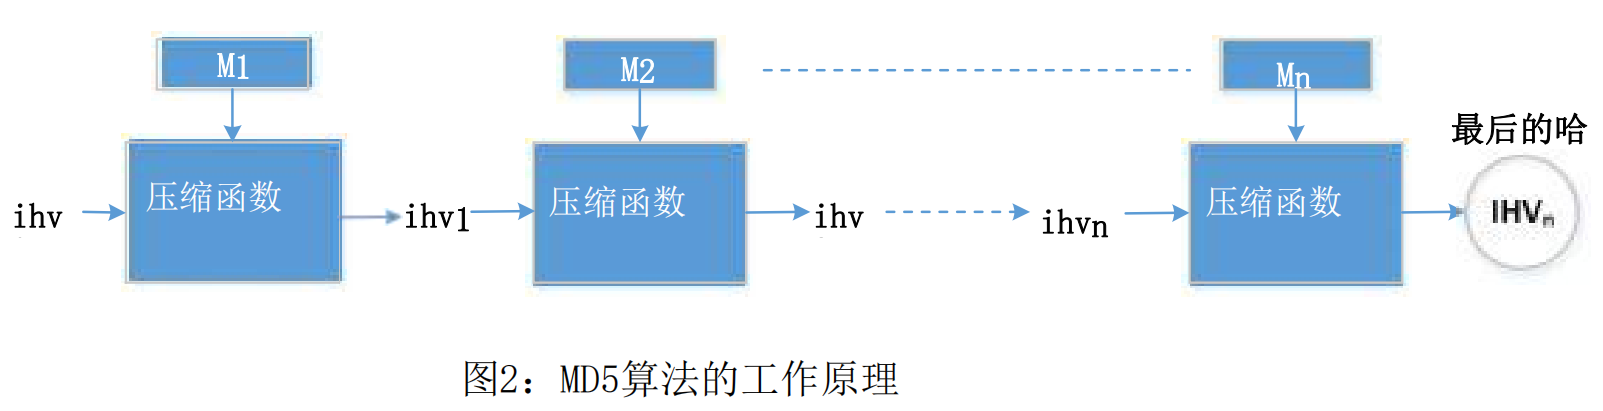 M1
M2
Mn
最后的哈
压缩函数
压缩函数
压缩函数
ihv
ihv1
ihv
ihvn
IHVn
图2：MD5算法的工作原理